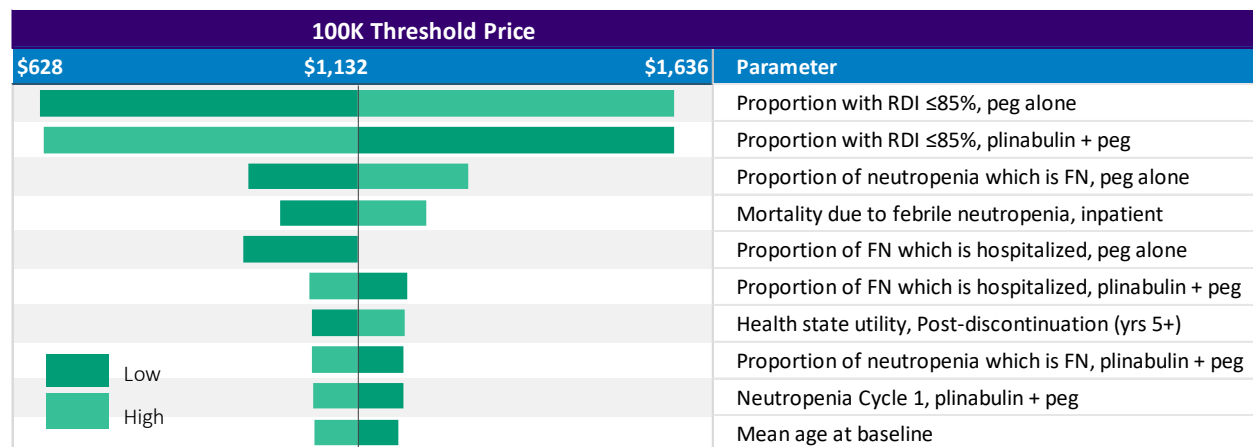 100K Threshold Price
$628 $1,132 $1,636 Parameter
Proportion with RDI ≤85%, peg alone
Proportion with RDI ≤85%, plinabulin + peg
Proportion of neutropenia which is FN, peg alone
Mortality due to febrile neutropenia, inpatient
Proportion of FN which is hospitalized, peg alone
Proportion of FN which is hospitalized, plinabulin + peg
Health state utility, Post-discontinuation (yrs 5+)
Proportion of neutropenia which is FN, plinabulin + peg
Neutropenia Cycle 1, plinabulin + peg
Mean age at baseline
Low
High